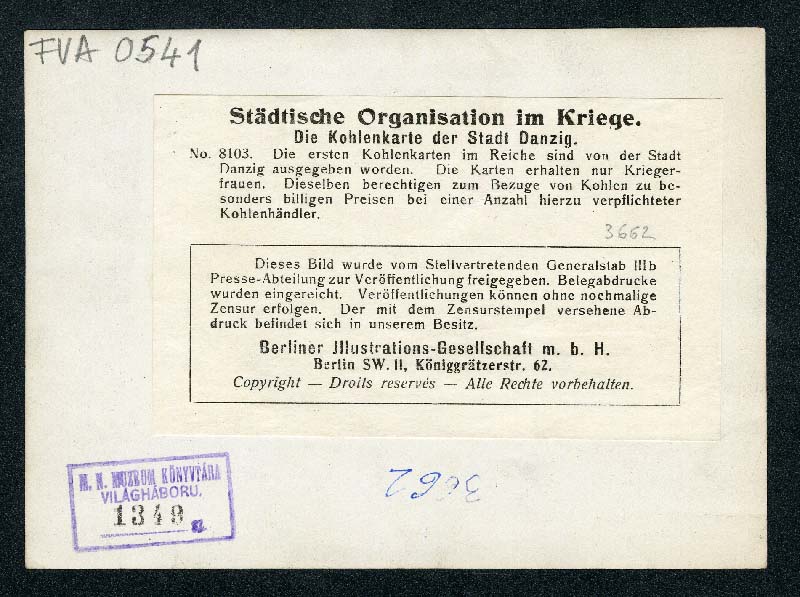 FVA 0541
Städtische Organisation im Kriege.
Die Kohlenkarte der Stadt Danzig.
No. 8103. Die ersten Kohlenkarten im Reiche sind von der Stadt
Danzig ausgegeben worden. Die Karten erhalten nur Krieger-
frauen. Dieselben berechtigen zum Bezuge von Kohlen zu be-
sonders billigen Preisen bei einer Anzahl hierzu verpflichteter
Kohlenhändler.
3662
Dieses Bild wurde vom Stellvertretenden Generalstab IIIb
Presse-Abteilung zur Veröffentlichung freigegeben. Belegabdrucke
wurden eingereicht. Veröffentlichungen können ohne nochmalige
Zensur erfolgen. Der mit dem Zensurstempel versehene Ab-
druck befindet sich in unserem Besitz.
Berliner Jllustrations-Gesellschaft m. b. H.
Berlin SW. 11, Königgrätzerstr. 62.
Copyright — Droits reservés — Alle Rechte vorbehalten.
M. N. MUZEUM KÖNYVTÁRA
VILÁGHÁBORU.
1349 sz.
3662